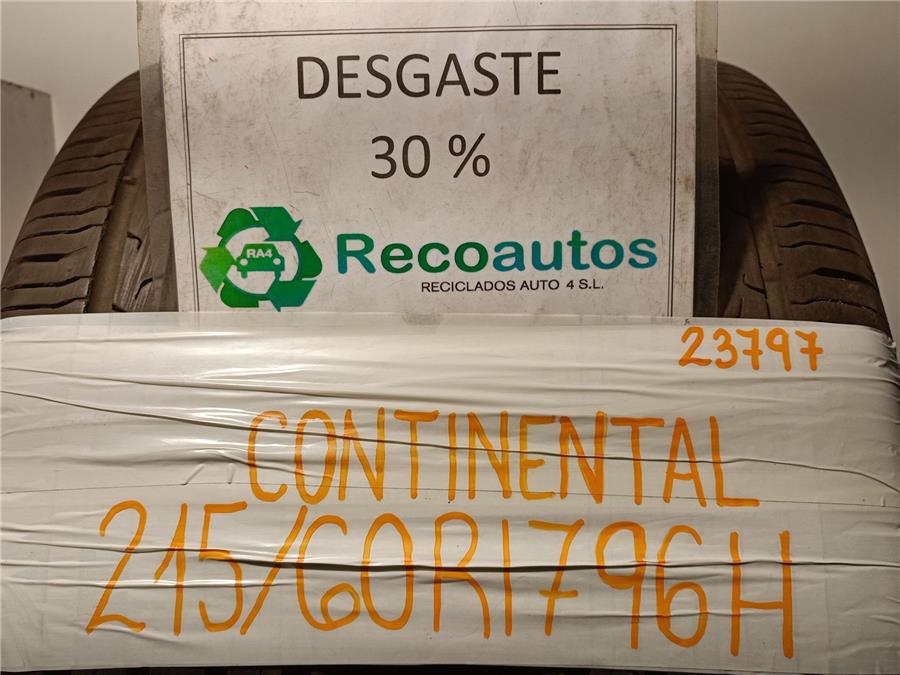 DESGASTE
30 %
RA4
Recoautos
RECICLADOS AUTO 4 S.L.
23797
CONTINENTAL
215/60R1796H